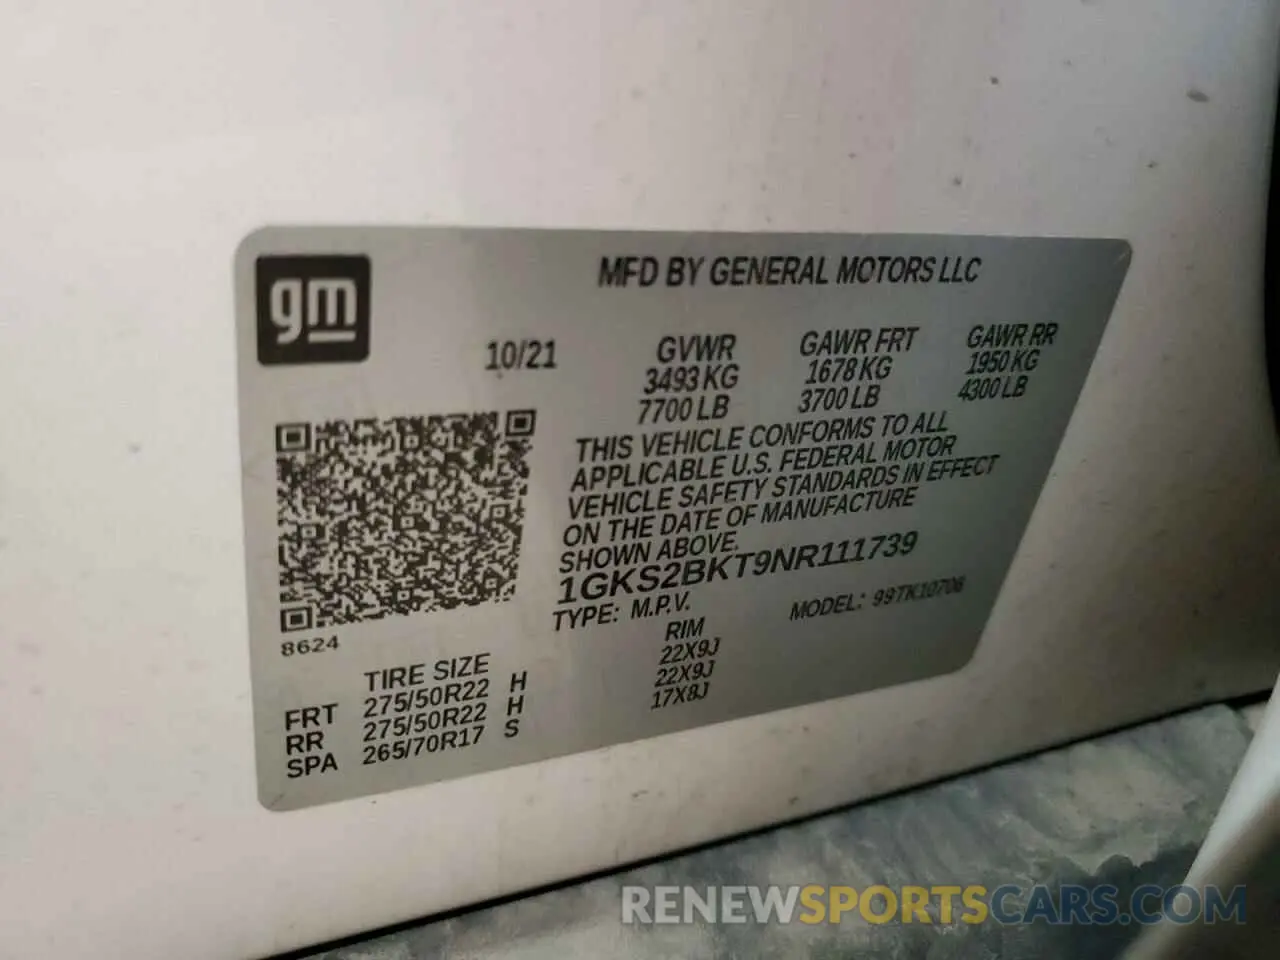 gm
MFD BY GENERAL MOTORS LLC
10/21
GVWR GAWR FRT GAWR RR
3493 KG 1678 KG 1950 KG
7700 LB 3700 LB 4300 LB
THIS VEHICLE CONFORMS TO ALL
APPLICABLE U.S. FEDERAL MOTOR
VEHICLE SAFETY STANDARDS IN EFFECT
ON THE DATE OF MANUFACTURE
SHOWN ABOVE.
1GKS2BKT9NR111739
TYPE: M.P.V. MODEL: 99TK10706
8624
TIRE SIZE RIM
FRT 275/50R22 H 22X9J
RR 275/50R22 H 22X9J
SPA 265/70R17 S 17X8J
RENEWSPORTSCARS.COM